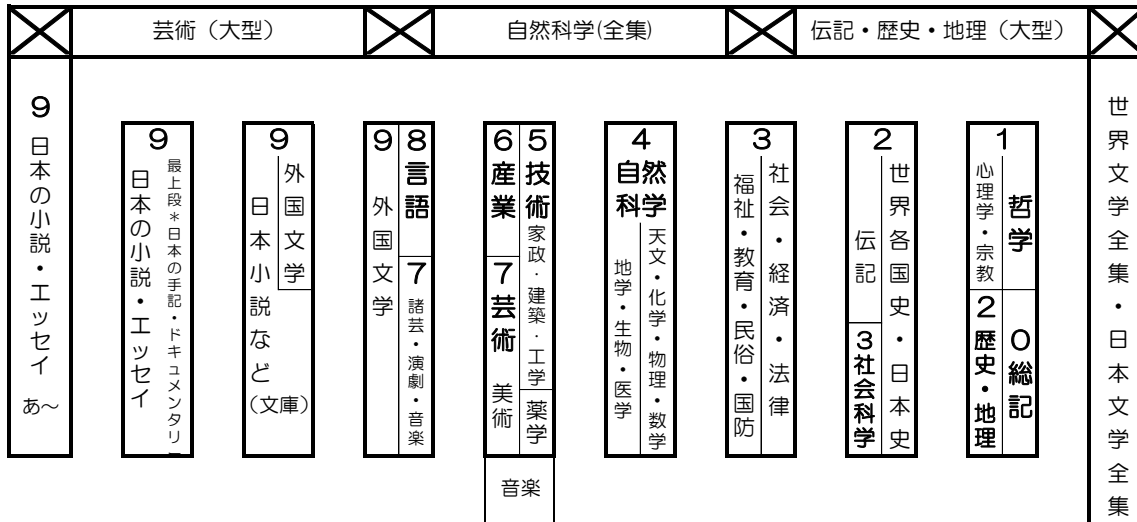 芸術（大型）
自然科学(全集)
伝記・歴史・地理（大型）
世界文学全集・日本文学全集
1
哲学
心理学・宗教
0総記
2歴史・地理
2
世界各国史・日本史
伝記
3社会科学
3
社会・経済・法律
福祉・教育・民俗・国防
4
自然
科学
天文・化学・物理・数学
地学・生物・医学
5技術
家政・建築・工学
薬学
6産業
7芸術
美術
音楽
8言語
7
諸芸・演劇・音楽
9
外国文学
9
外国文学
日本小説など
（文庫）
9
最上段＊日本の手記・ドキュメンタリー
日本の小説・エッセイ
9
日本の小説・エッセイ
あ～